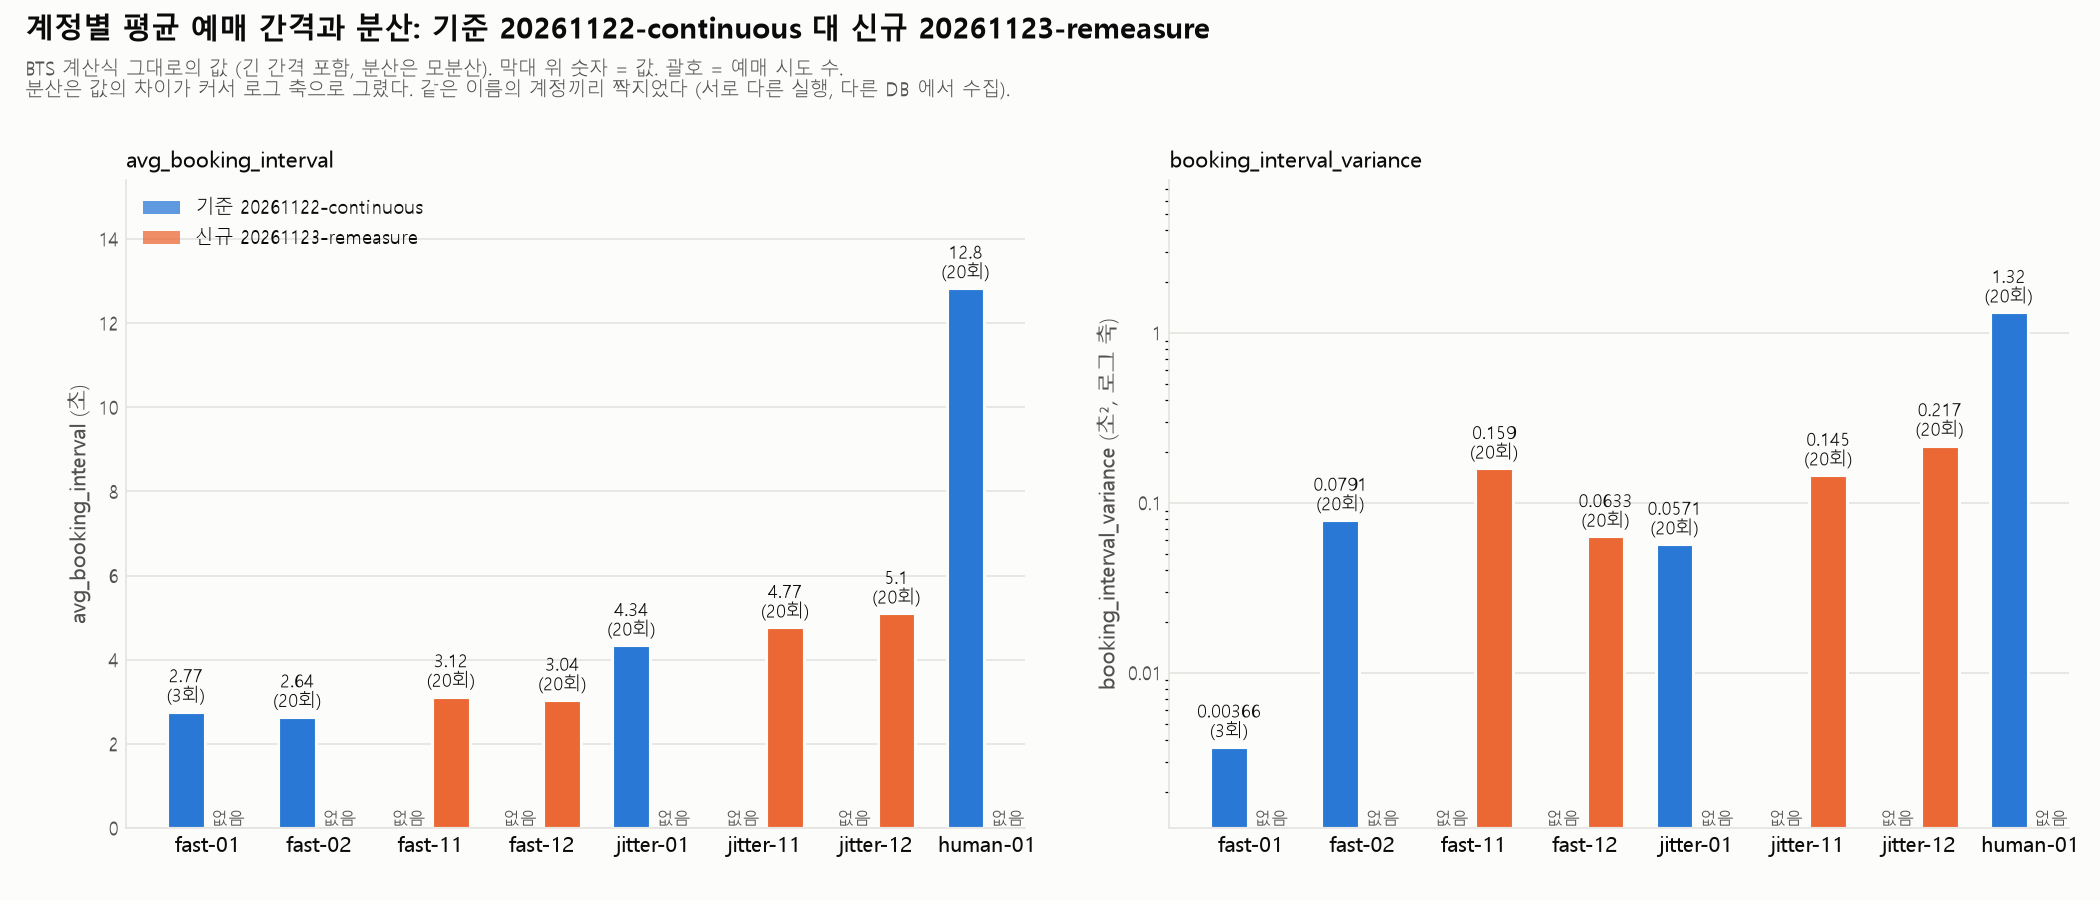 계정별 평균 예매 간격과 분산: 기준 20261122-continuous 대 신규 20261123-remeasure
BTS 계산식 그대로의 값 (긴 간격 포함, 분산은 모분산). 막대 위 숫자 = 값. 괄호 = 예매 시도 수.
분산은 값의 차이가 커서 로그 축으로 그렸다. 같은 이름의 계정끼리 짝지었다 (서로 다른 실행, 다른 DB 에서 수집).
avg_booking_interval
기준 20261122-continuous
신규 20261123-remeasure
avg_booking_interval (초)
14
12
10
8
6
4
2
0
2.77
(3회)
없음
2.64
(20회)
없음
없음
3.12
(20회)
없음
3.04
(20회)
4.34
(20회)
없음
없음
4.77
(20회)
없음
5.1
(20회)
12.8
(20회)
없음
fast-01 fast-02 fast-11 fast-12 jitter-01 jitter-11 jitter-12 human-01
booking_interval_variance
booking_interval_variance (초², 로그 축)
1
0.1
0.01
0.00366
(3회)
없음
0.0791
(20회)
없음
없음
0.159
(20회)
없음
0.0633
(20회)
0.0571
(20회)
없음
없음
0.145
(20회)
없음
0.217
(20회)
1.32
(20회)
없음
fast-01 fast-02 fast-11 fast-12 jitter-01 jitter-11 jitter-12 human-01